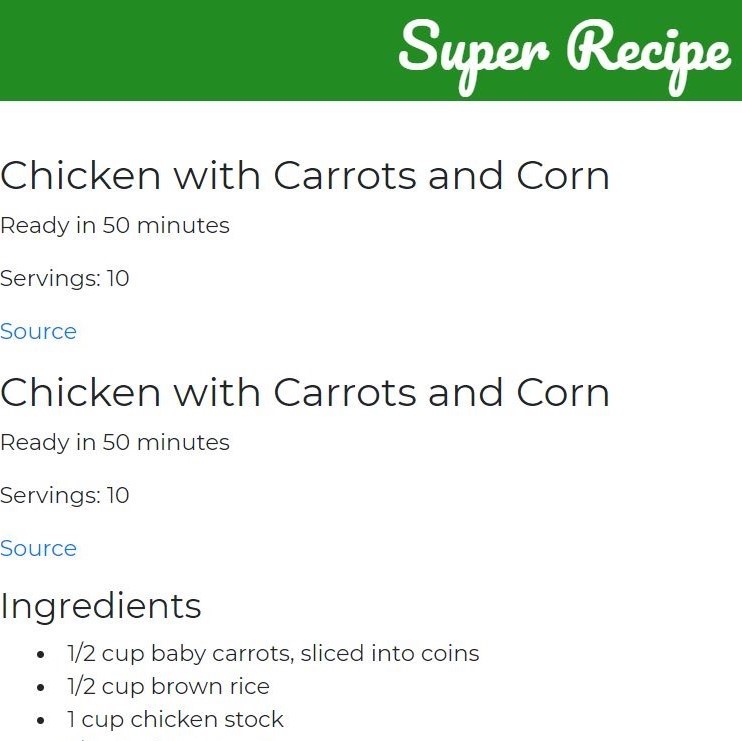 Super Recipe
Chicken with Carrots and Corn
Ready in 50 minutes
Servings: 10
Source
Chicken with Carrots and Corn
Ready in 50 minutes
Servings: 10
Source
Ingredients
1/2 cup baby carrots, sliced into coins
1/2 cup brown rice
1 cup chicken stock